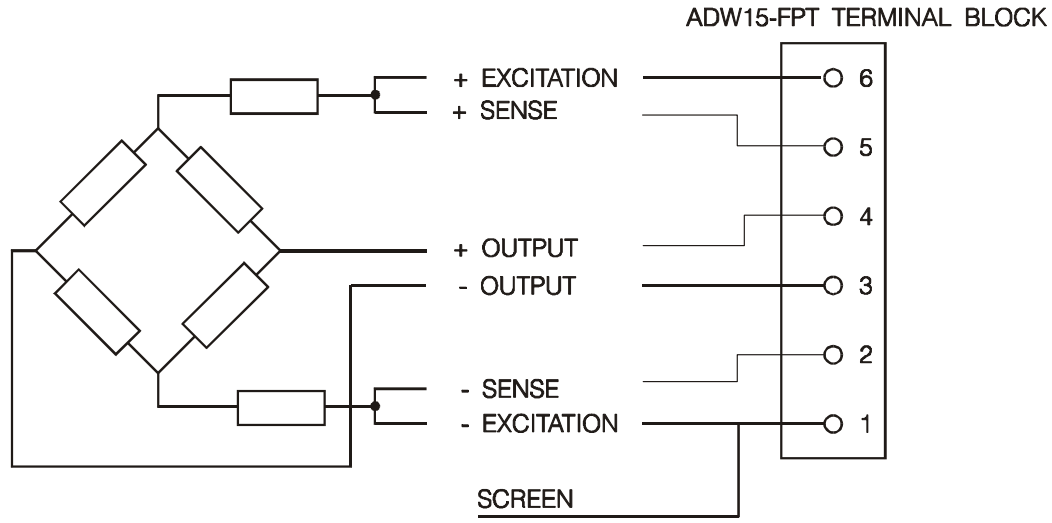 ADW15-FPT TERMINAL BLOCK
+ EXCITATION
6
+ SENSE
5
4
+ OUTPUT
- OUTPUT
3
2
- SENSE
- EXCITATION
1
SCREEN